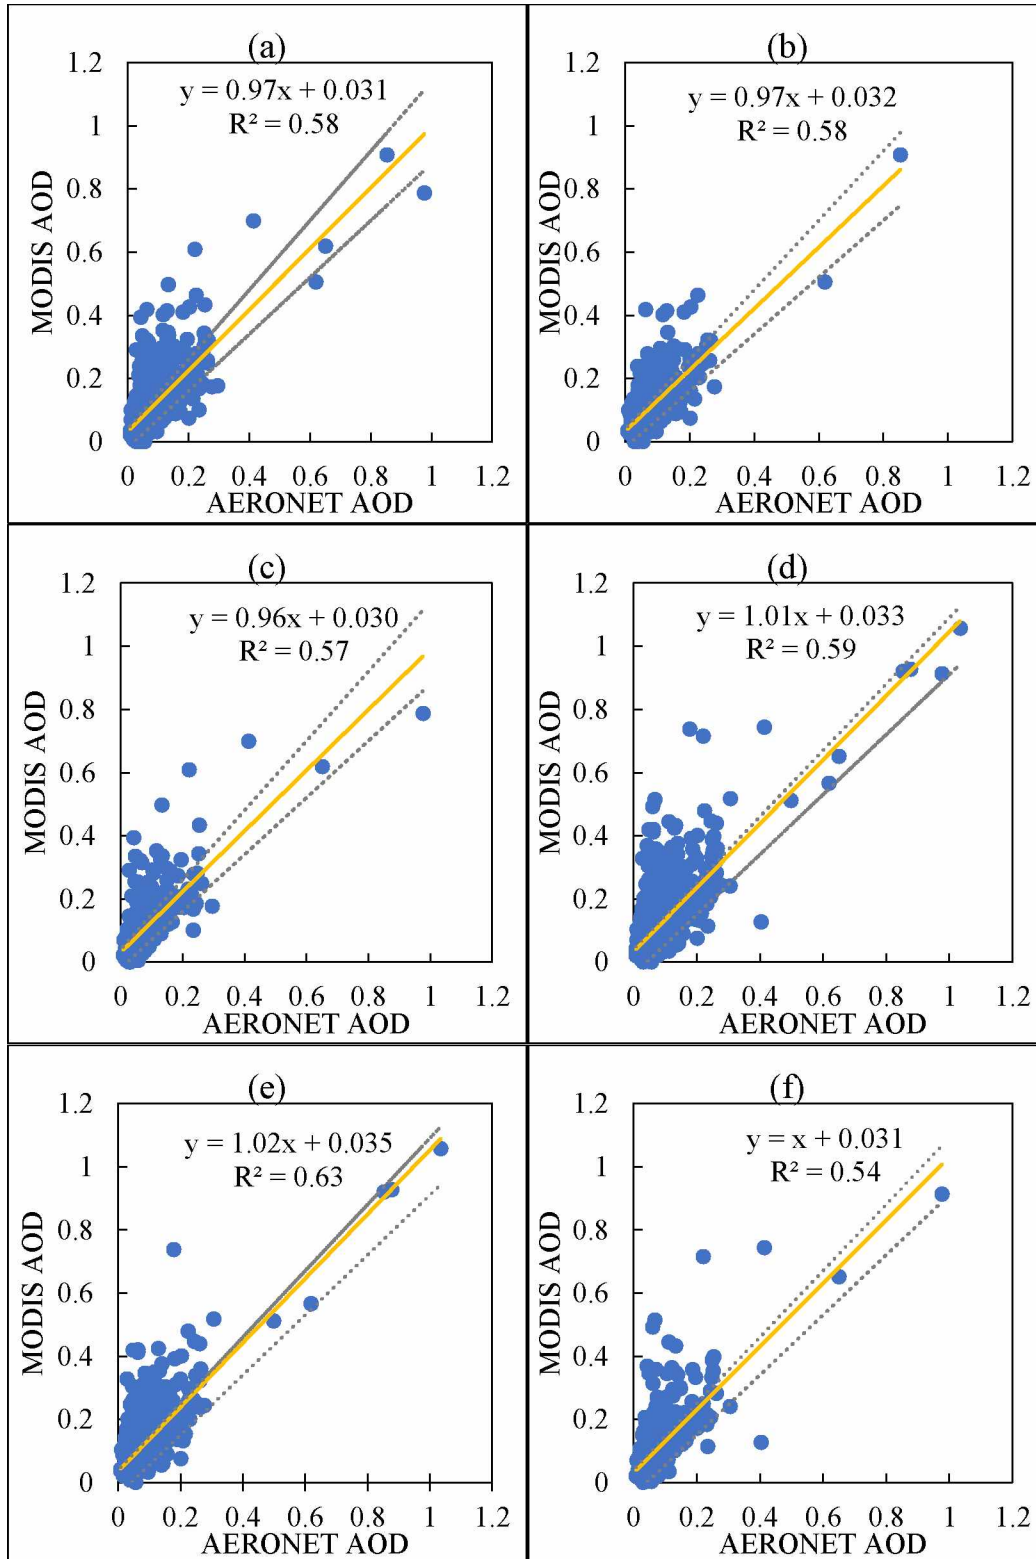 (a)
y = 0.97x + 0.031
R² = 0.58
MODIS AOD
1.2
1
0.8
0.6
0.4
0.2
0
0 0.2 0.4 0.6 0.8 1 1.2
AERONET AOD
(b)
y = 0.97x + 0.032
R² = 0.58
MODIS AOD
1.2
1
0.8
0.6
0.4
0.2
0
0 0.2 0.4 0.6 0.8 1 1.2
AERONET AOD
(c)
y = 0.96x + 0.030
R² = 0.57
MODIS AOD
1.2
1
0.8
0.6
0.4
0.2
0
0 0.2 0.4 0.6 0.8 1 1.2
AERONET AOD
(d)
y = 1.01x + 0.033
R² = 0.59
MODIS AOD
1.2
1
0.8
0.6
0.4
0.2
0
0 0.2 0.4 0.6 0.8 1 1.2
AERONET AOD
(e)
y = 1.02x + 0.035
R² = 0.63
MODIS AOD
1.2
1
0.8
0.6
0.4
0.2
0
0 0.2 0.4 0.6 0.8 1 1.2
AERONET AOD
(f)
y = x + 0.031
R² = 0.54
MODIS AOD
1.2
1
0.8
0.6
0.4
0.2
0
0 0.2 0.4 0.6 0.8 1 1.2
AERONET AOD